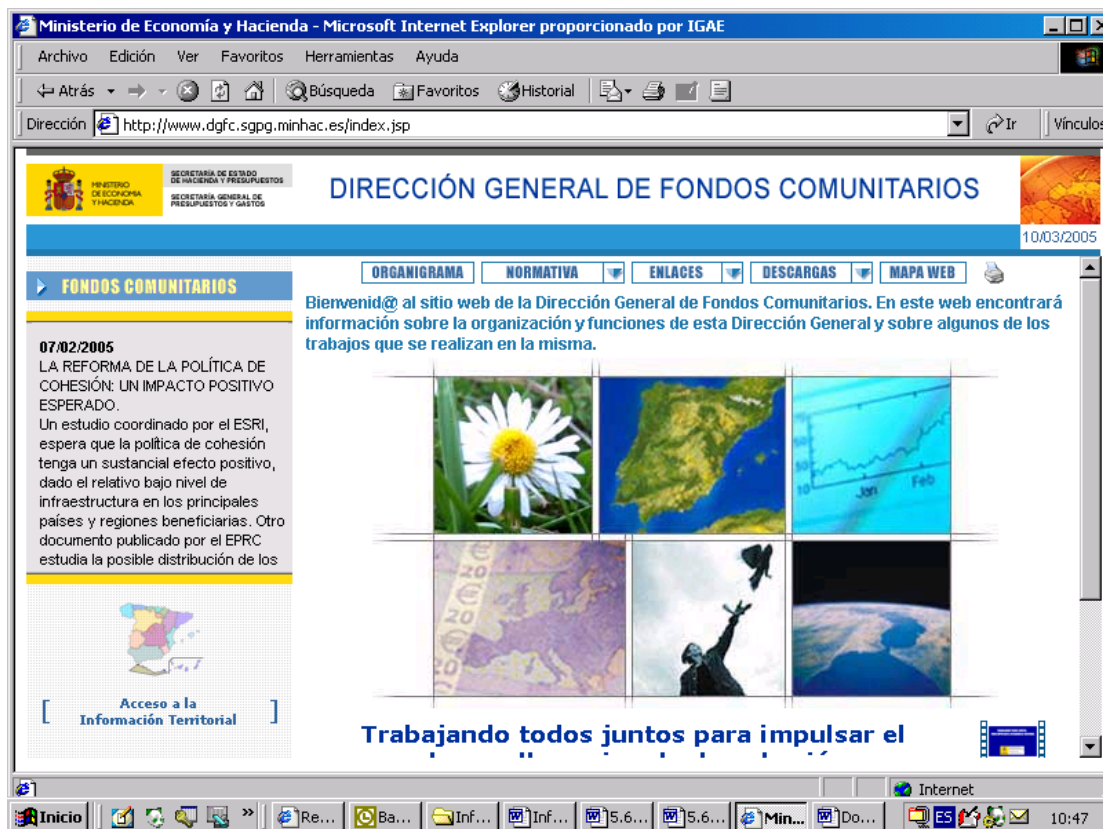 Ministerio de Economía y Hacienda - Microsoft Internet Explorer proporcionado por IGAE
Archivo Edición Ver Favoritos Herramientas Ayuda
Atrás Búsqueda Favoritos Historial
Dirección http://www.dgfc.sgpg.minhac.es/index.jsp Ir Vínculos
MINISTERIO
DE ECONOMÍA
Y HACIENDA
SECRETARÍA DE ESTADO
DE HACIENDA Y PRESUPUESTOS
SECRETARÍA GENERAL DE
PRESUPUESTOS Y GASTOS
DIRECCIÓN GENERAL DE FONDOS COMUNITARIOS
10/03/2005
FONDOS COMUNITARIOS
07/02/2005
LA REFORMA DE LA POLÍTICA DE
COHESIÓN: UN IMPACTO POSITIVO
ESPERADO.
Un estudio coordinado por el ESRI,
espera que la política de cohesión
tenga un sustancial efecto positivo,
dado el relativo bajo nivel de
infraestructura en los principales
países y regiones beneficiarias. Otro
documento publicado por el EPRC
estudia la posible distribución de los
Acceso a la
Información Territorial
ORGANIGRAMA NORMATIVA ENLACES DESCARGAS MAPA WEB
Bienvenid@ al sitio web de la Dirección General de Fondos Comunitarios. En este web encontrará
información sobre la organización y funciones de esta Dirección General y sobre algunos de los
trabajos que se realizan en la misma.
Jan Feb
Trabajando todos juntos para impulsar el
Internet
Inicio » Re... Ba... Inf... Inf... 5.6... 5.6... Min... Do... ES 10:47